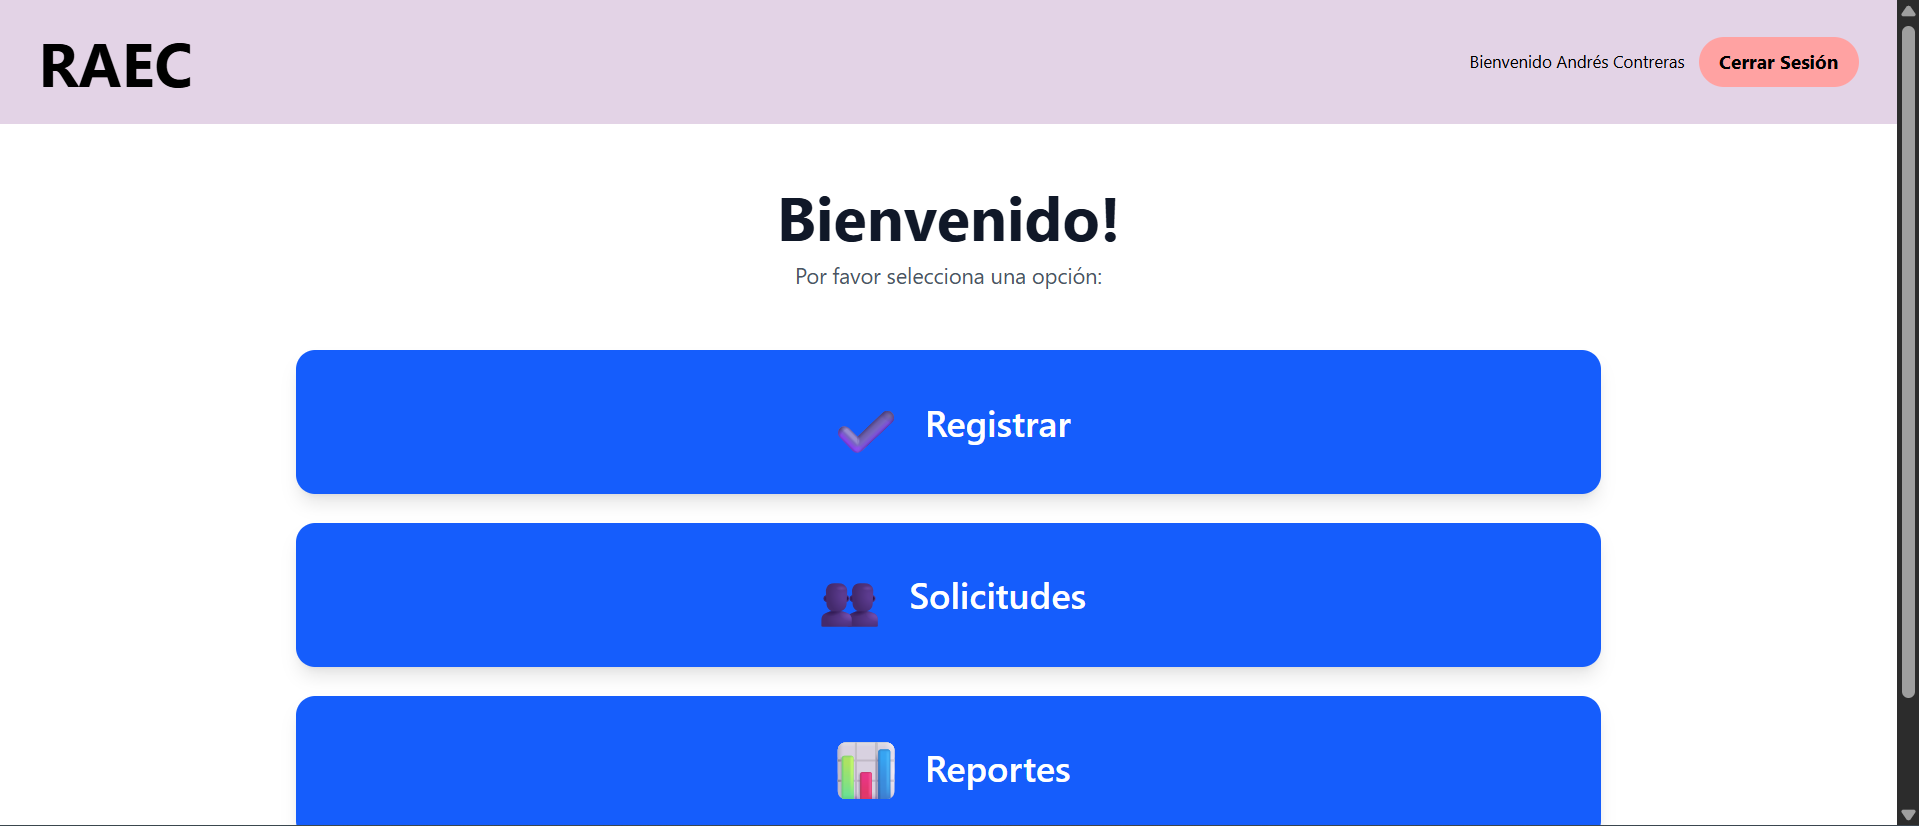 RAEC
Bienvenido Andrés Contreras
Cerrar Sesión
Bienvenido!
Por favor selecciona una opción:
Registrar
Solicitudes
Reportes